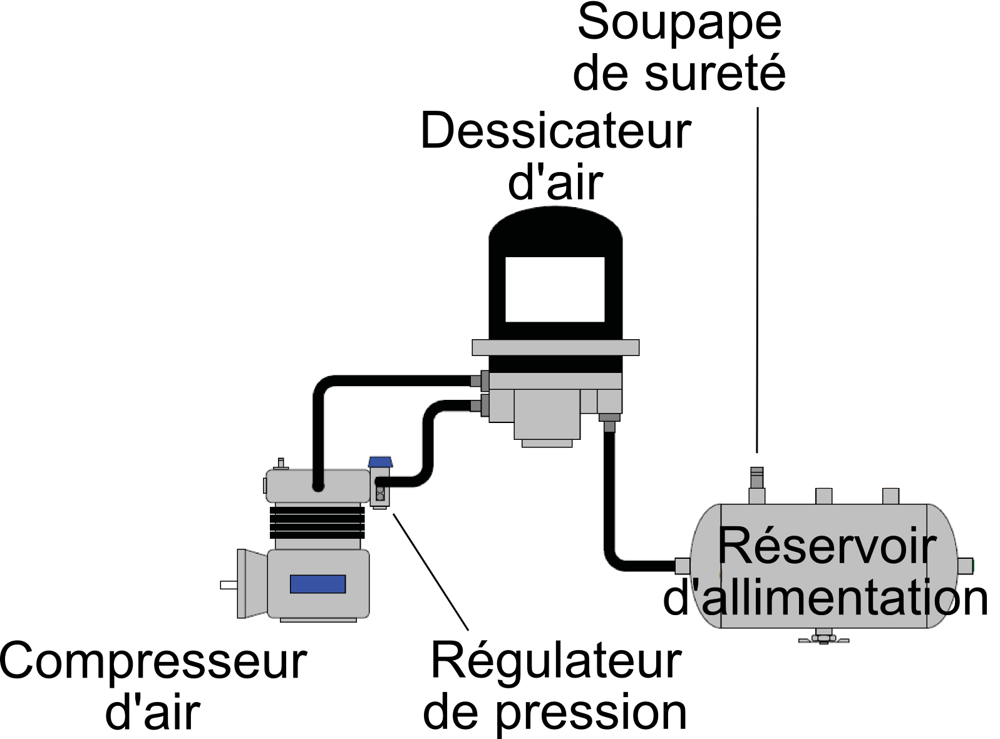 Soupape
de sureté
Dessicateur
d'air
Réservoir
d'allimentation
Compresseur
d'air
Régulateur
de pression